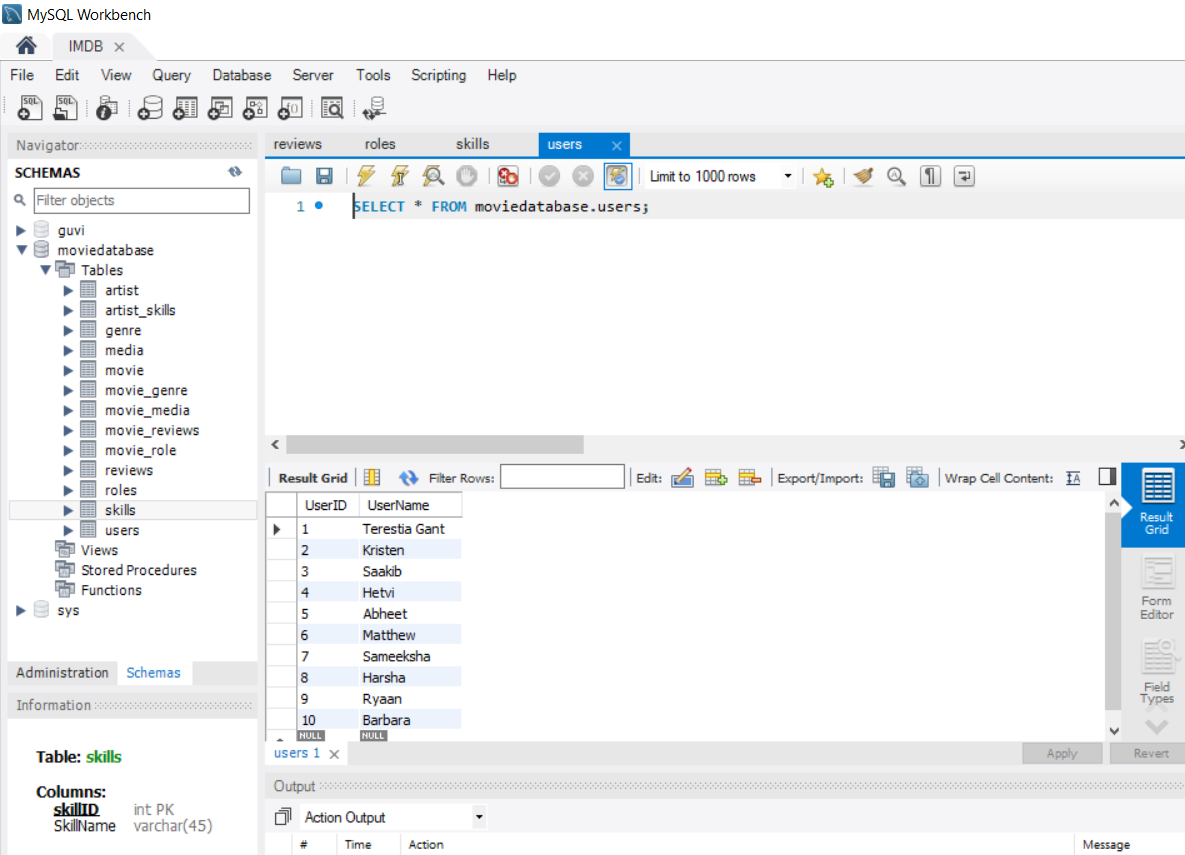 MySQL Workbench
IMDB
File Edit View Query Database Server Tools Scripting Help
SQL SQL
Navigator
SCHEMAS
Filter objects
guvi
moviedatabase
Tables
artist
artist_skills
genre
media
movie
movie_genre
movie_media
movie_reviews
movie_role
reviews
roles
skills
users
Views
Stored Procedures
Functions
sys
Administration Schemas
Information
Table: skills
Columns:
skillID int PK
SkillName varchar(45)
reviews roles skills users
Limit to 1000 rows
1 SELECT * FROM moviedatabase.users;
Result Grid Filter Rows: Edit: Export/Import: Wrap Cell Content:
UserID UserName
1 Terestia Gant
2 Kristen
3 Saakib
4 Hetvi
5 Abheet
6 Matthew
7 Sameeksha
8 Harsha
9 Ryaan
10 Barbara
NULL NULL
Result
Grid
Form
Editor
Field
Types
users 1 Apply Revert
Output
Action Output
# Time Action Message